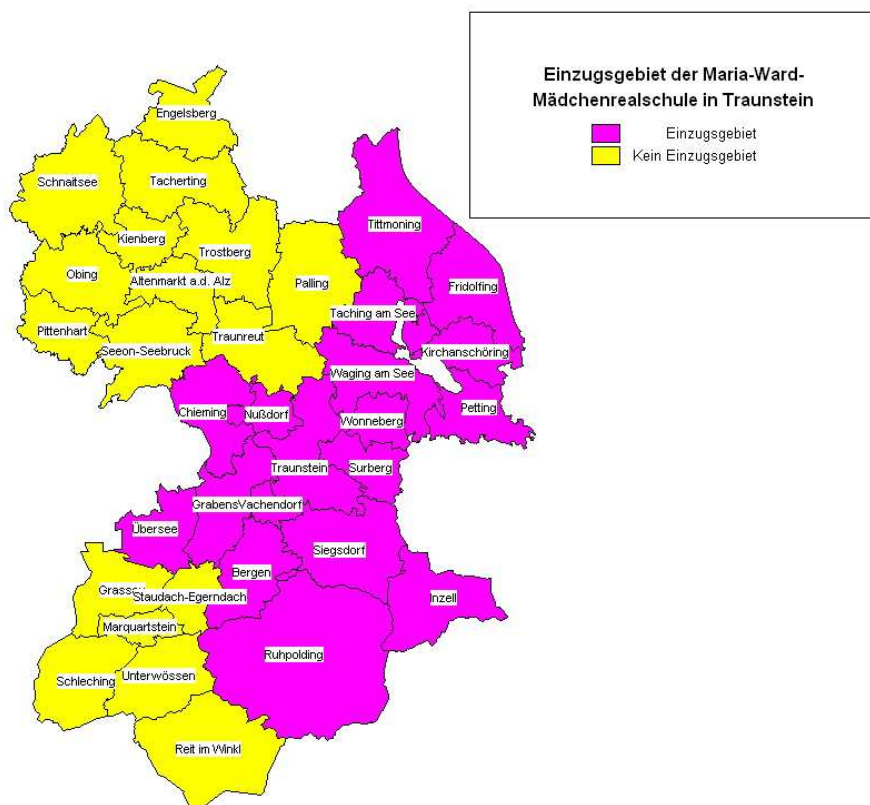 Einzugsgebiet der Maria-Ward-
Mädchenrealschule in Traunstein
Einzugsgebiet
Kein Einzugsgebiet
Engelsberg
Schnaitsee
Tacherting
Tittmoning
Kienberg
Trostberg
Obing
Altenmarkt a.d. Alz
Palling
Fridolfing
Taching am See
Pittenhart
Traunreut
Seeon-Seebruck
Kirchanschöring
Waging am See
Chieming
Nußdorf
Wonneberg
Petting
Traunstein
Surberg
GrabensVachendorf
Übersee
Siegsdorf
Bergen
Grassau
Staudach-Egerndach
Inzell
Marquartstein
Ruhpolding
Schleching
Unterwössen
Reit im Winkl